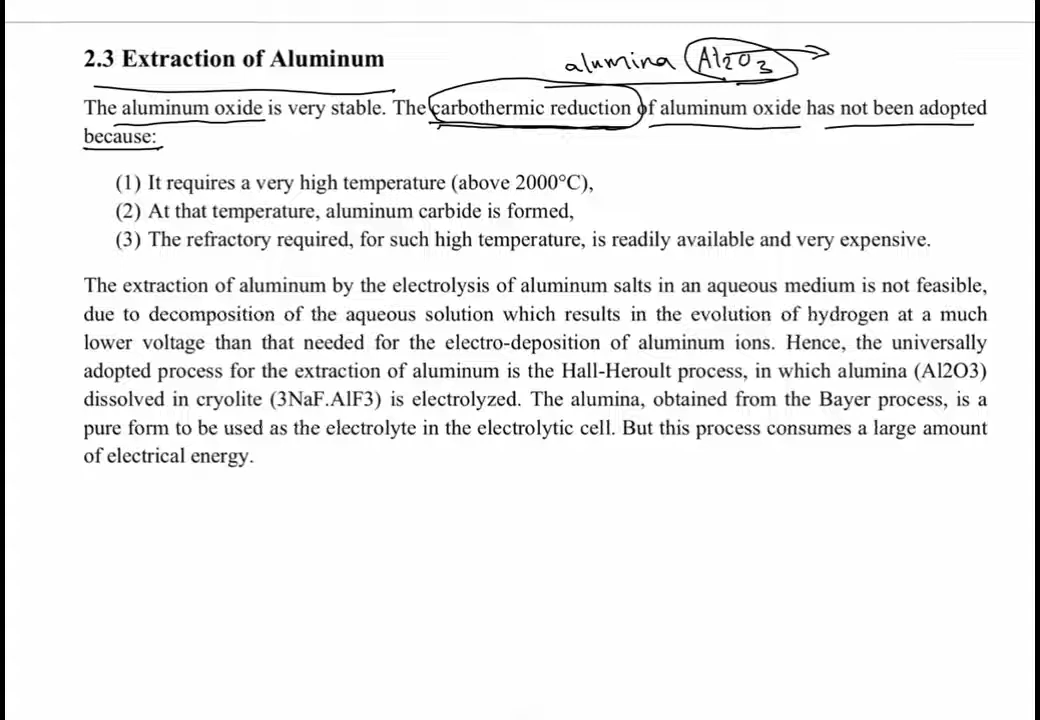 2.3 Extraction of Aluminum
alumina Al2O3
The aluminum oxide is very stable. The carbothermic reduction of aluminum oxide has not been adopted
because:
(1) It requires a very high temperature (above 2000°C),
(2) At that temperature, aluminum carbide is formed,
(3) The refractory required, for such high temperature, is readily available and very expensive.
The extraction of aluminum by the electrolysis of aluminum salts in an aqueous medium is not feasible,
due to decomposition of the aqueous solution which results in the evolution of hydrogen at a much
lower voltage than that needed for the electro-deposition of aluminum ions. Hence, the universally
adopted process for the extraction of aluminum is the Hall-Heroult process, in which alumina (Al2O3)
dissolved in cryolite (3NaF.AlF3) is electrolyzed. The alumina, obtained from the Bayer process, is a
pure form to be used as the electrolyte in the electrolytic cell. But this process consumes a large amount
of electrical energy.